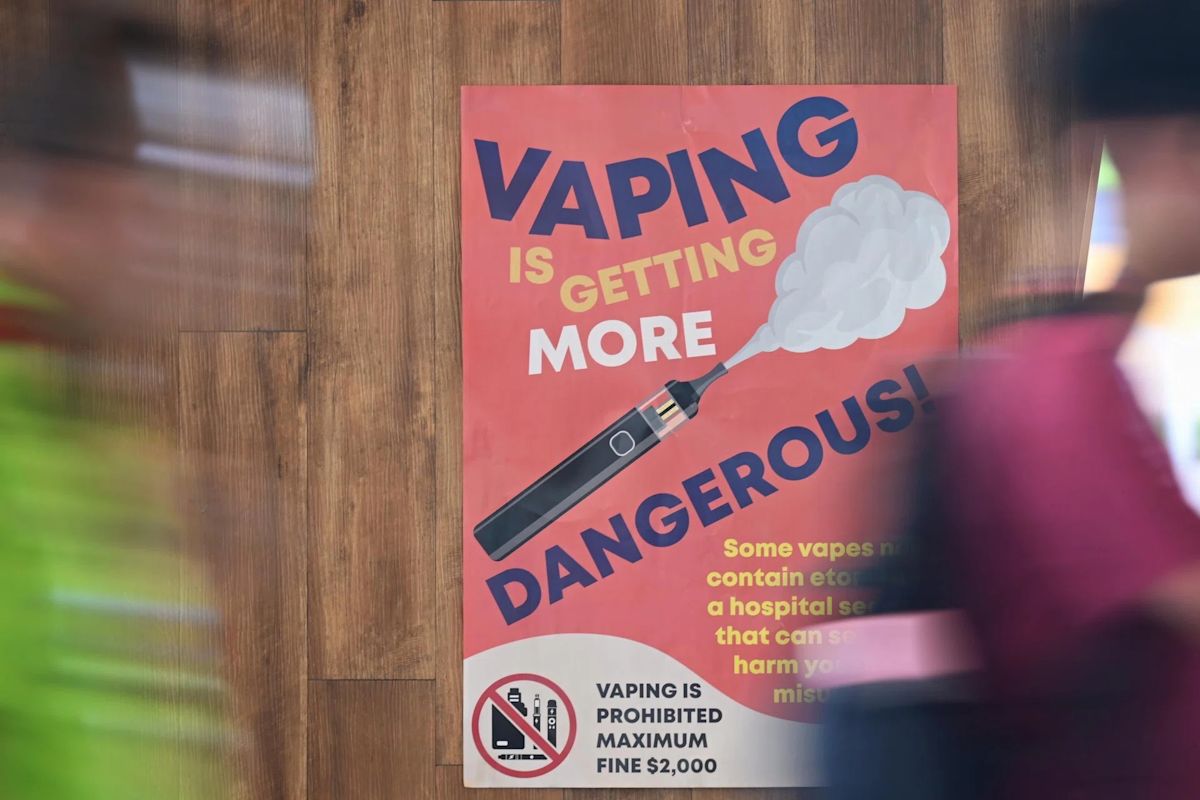 VAPING
IS GETTING
MORE
DANGEROUS!
Some vapes
contain
a hospital
that can
harm
VAPING IS
PROHIBITED
MAXIMUM
FINE $2,000